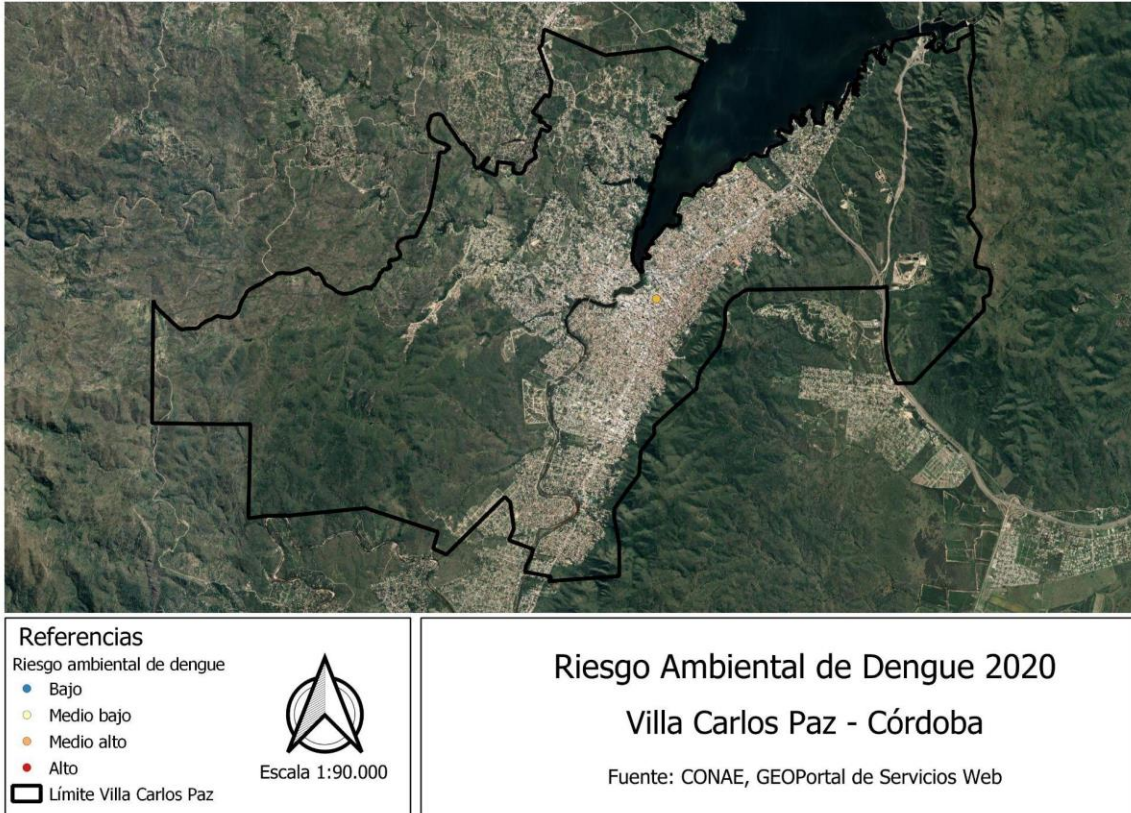 Referencias
Riesgo ambiental de dengue
Bajo
Medio bajo
Medio alto
Alto
Límite Villa Carlos Paz
Escala 1:90.000
Riesgo Ambiental de Dengue 2020
Villa Carlos Paz - Córdoba
Fuente: CONAE, GEOPortal de Servicios Web